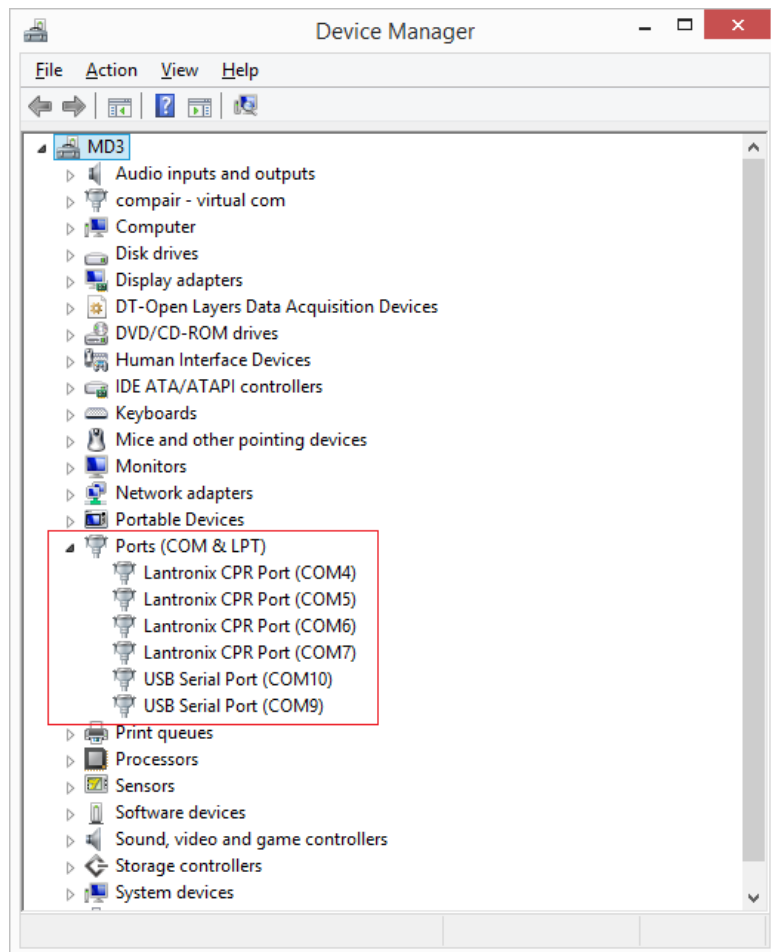 Device Manager
File Action View Help
MD3
Audio inputs and outputs
compair - virtual com
Computer
Disk drives
Display adapters
DT-Open Layers Data Acquisition Devices
DVD/CD-ROM drives
Human Interface Devices
IDE ATA/ATAPI controllers
Keyboards
Mice and other pointing devices
Monitors
Network adapters
Portable Devices
Ports (COM & LPT)
Lantronix CPR Port (COM4)
Lantronix CPR Port (COM5)
Lantronix CPR Port (COM6)
Lantronix CPR Port (COM7)
USB Serial Port (COM10)
USB Serial Port (COM9)
Print queues
Processors
Sensors
Software devices
Sound, video and game controllers
Storage controllers
System devices